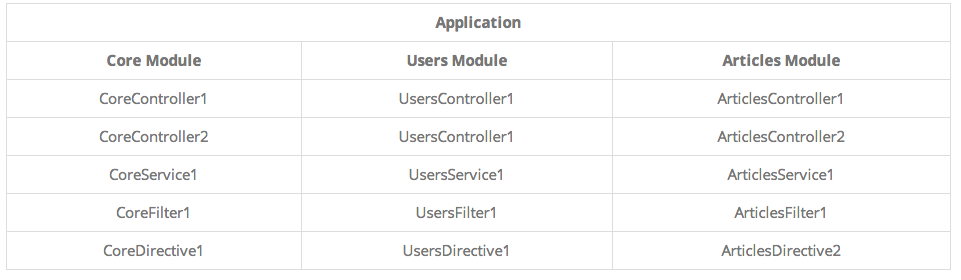 Application
Core Module Users Module Articles Module
CoreController1 UsersController1 ArticlesController1
CoreController2 UsersController1 ArticlesController2
CoreService1 UsersService1 ArticlesService1
CoreFilter1 UsersFilter1 ArticlesFilter1
CoreDirective1 UsersDirective1 ArticlesDirective2